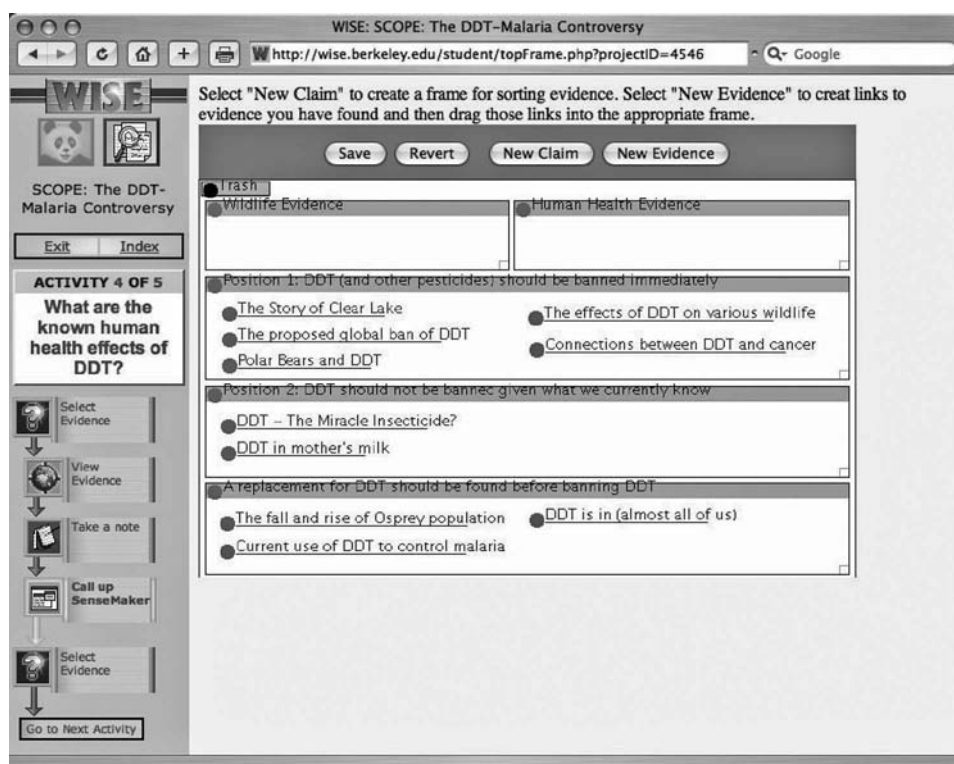 WISE: SCOPE: The DDT-Malaria Controversy
http://wise.berkeley.edu/student/topFrame.php?projectID=4546
Google
WISE
SCOPE: The DDT-
Malaria Controversy
Exit
Index
ACTIVITY 4 OF 5
What are the
known human
health effects of
DDT?
Select
Evidence
View
Evidence
Take a note
Call up
SenseMaker
Select
Evidence
Go to Next Activity
Select "New Claim" to create a frame for sorting evidence. Select "New Evidence" to creat links to
evidence you have found and then drag those links into the appropriate frame.
Save
Revert
New Claim
New Evidence
Trash
Wildlife Evidence
Human Health Evidence
Position 1: DDT (and other pesticides) should be banned immediately
The Story of Clear Lake
The effects of DDT on various wildlife
The proposed global ban of DDT
Connections between DDT and cancer
Polar Bears and DDT
Position 2: DDT should not be banned given what we currently know
DDT – The Miracle Insecticide?
DDT in mother's milk
A replacement for DDT should be found before banning DDT
The fall and rise of Osprey population
DDT is in (almost all of us)
Current use of DDT to control malaria